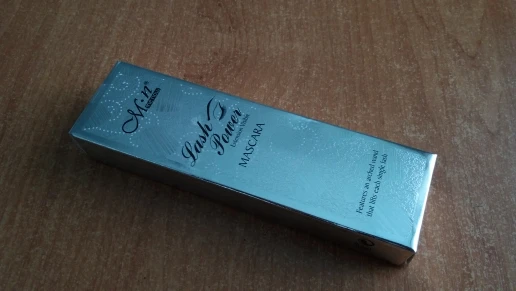 M•n®
Lash
Power
MASCARA
Features an arched wand
that lifts each single lash